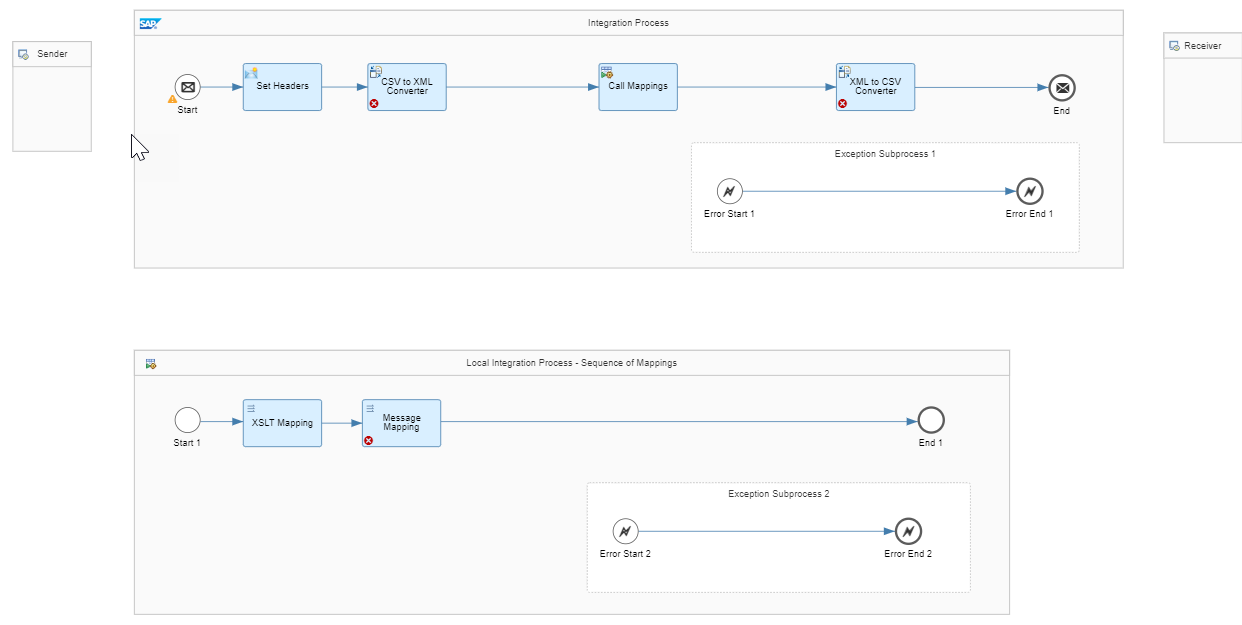 SAP
Integration Process
Sender
Receiver
Set Headers
CSV to XML
Converter
Call Mappings
XML to CSV
Converter
Start
End
Exception Subprocess 1
Error Start 1
Error End 1
Local Integration Process - Sequence of Mappings
XSLT Mapping
Message
Mapping
Start 1
End 1
Exception Subprocess 2
Error Start 2
Error End 2